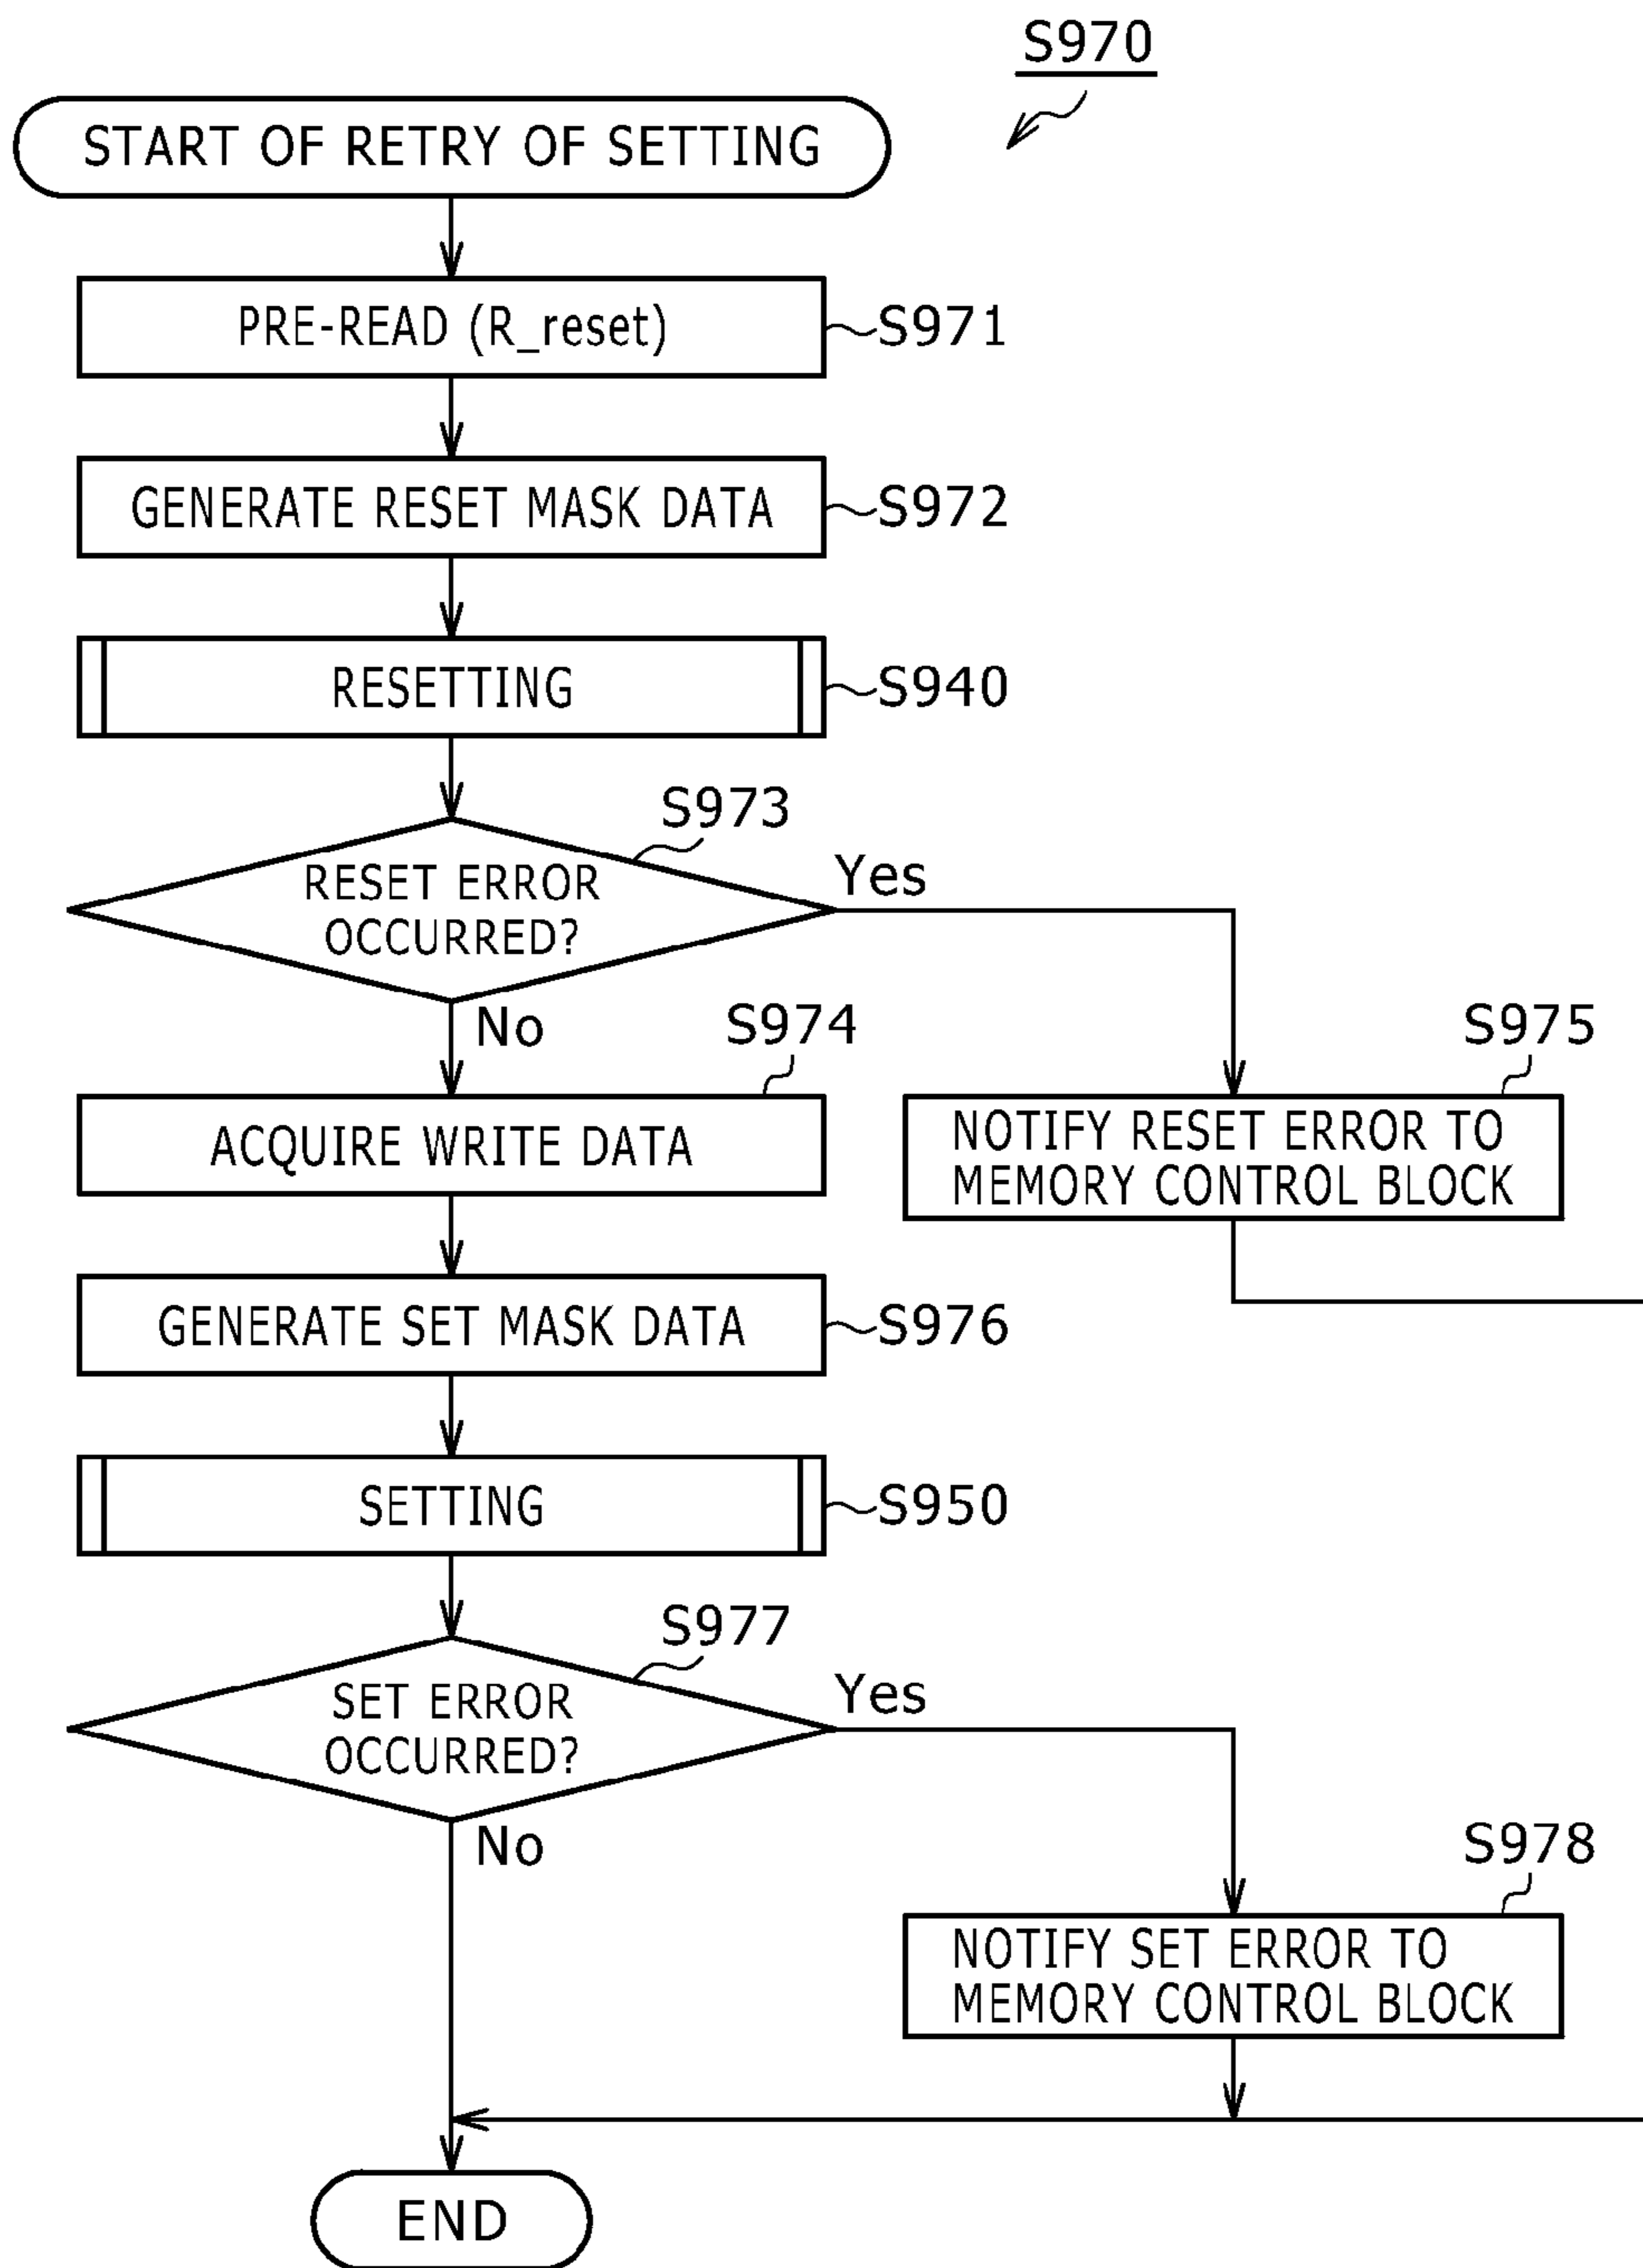 S970
START OF RETRY OF SETTING
PRE-READ (R_reset)
S971
GENERATE RESET MASK DATA
S972
RESETTING
S940
S973
RESET ERROR
OCCURRED?
Yes
No
S974
S975
ACQUIRE WRITE DATA
NOTIFY RESET ERROR TO
MEMORY CONTROL BLOCK
GENERATE SET MASK DATA
S976
SETTING
S950
S977
SET ERROR
OCCURRED?
Yes
No
S978
NOTIFY SET ERROR TO
MEMORY CONTROL BLOCK
END